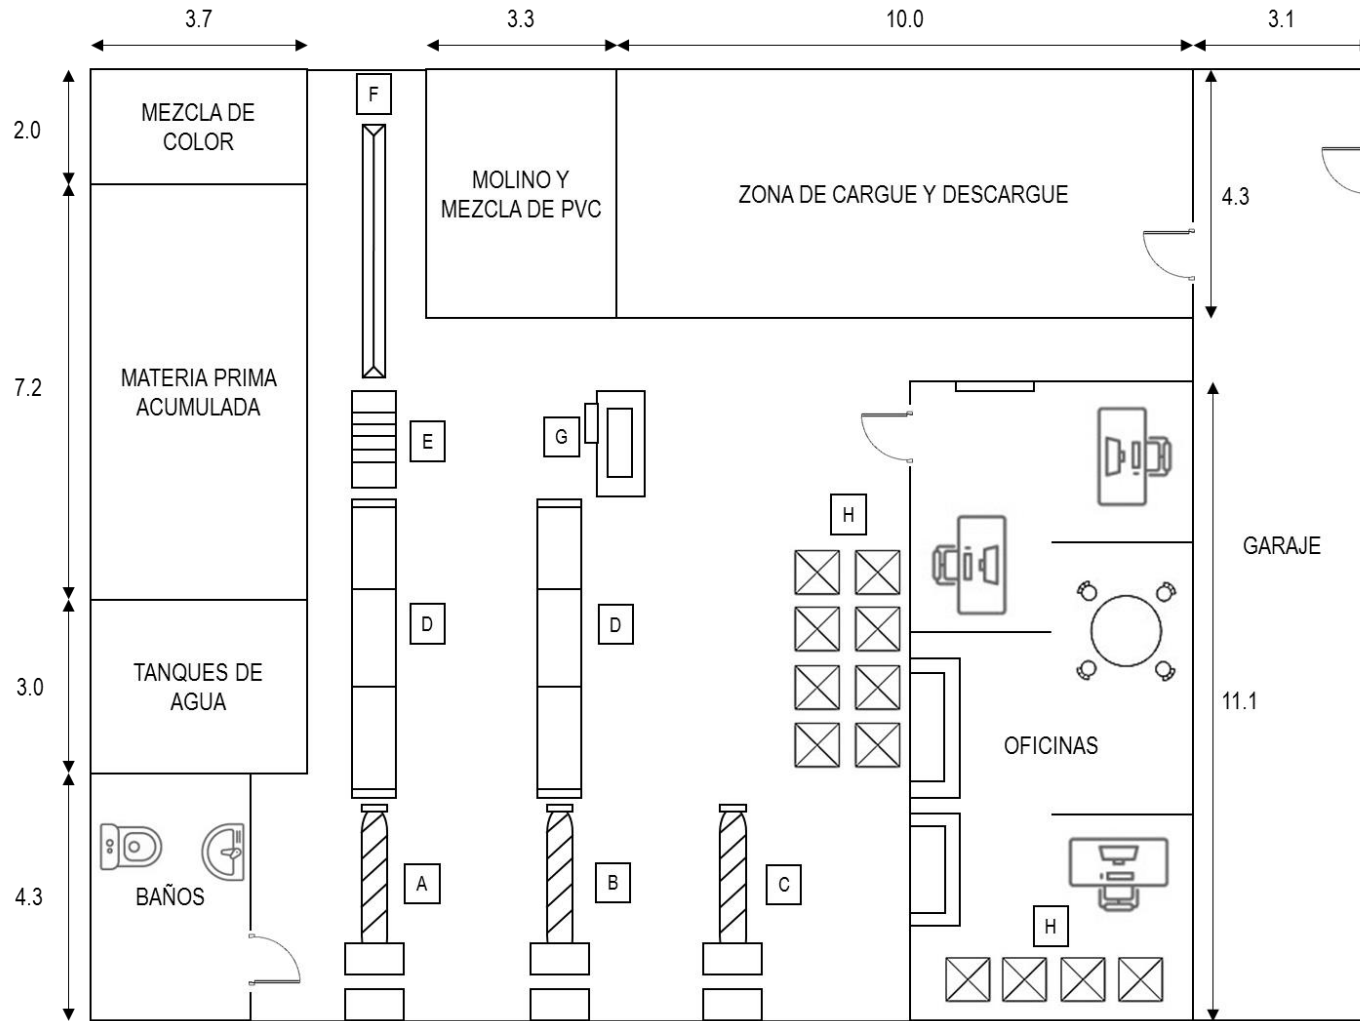 3.7
3.3
10.0
3.1
F
MEZCLA DE
COLOR
2.0
MOLINO Y
MEZCLA DE PVC
ZONA DE CARGUE Y DESCARGUE
4.3
7.2
MATERIA PRIMA
ACUMULADA
E
G
H
GARAJE
D
D
TANQUES DE
AGUA
3.0
11.1
OFICINAS
A
B
C
4.3
BAÑOS
H